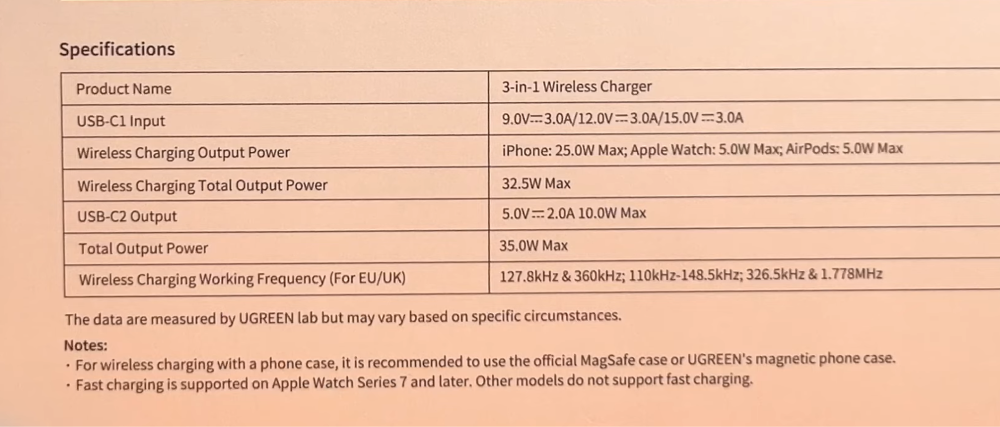 Specifications
Product Name 3-in-1 Wireless Charger
USB-C1 Input 9.0V⎓3.0A/12.0V⎓3.0A/15.0V⎓3.0A
Wireless Charging Output Power iPhone: 25.0W Max; Apple Watch: 5.0W Max; AirPods: 5.0W Max
Wireless Charging Total Output Power 32.5W Max
USB-C2 Output 5.0V⎓2.0A 10.0W Max
Total Output Power 35.0W Max
Wireless Charging Working Frequency (For EU/UK) 127.8kHz & 360kHz; 110kHz-148.5kHz; 326.5kHz & 1.778MHz
The data are measured by UGREEN lab but may vary based on specific circumstances.
Notes:
· For wireless charging with a phone case, it is recommended to use the official MagSafe case or UGREEN's magnetic phone case.
· Fast charging is supported on Apple Watch Series 7 and later. Other models do not support fast charging.